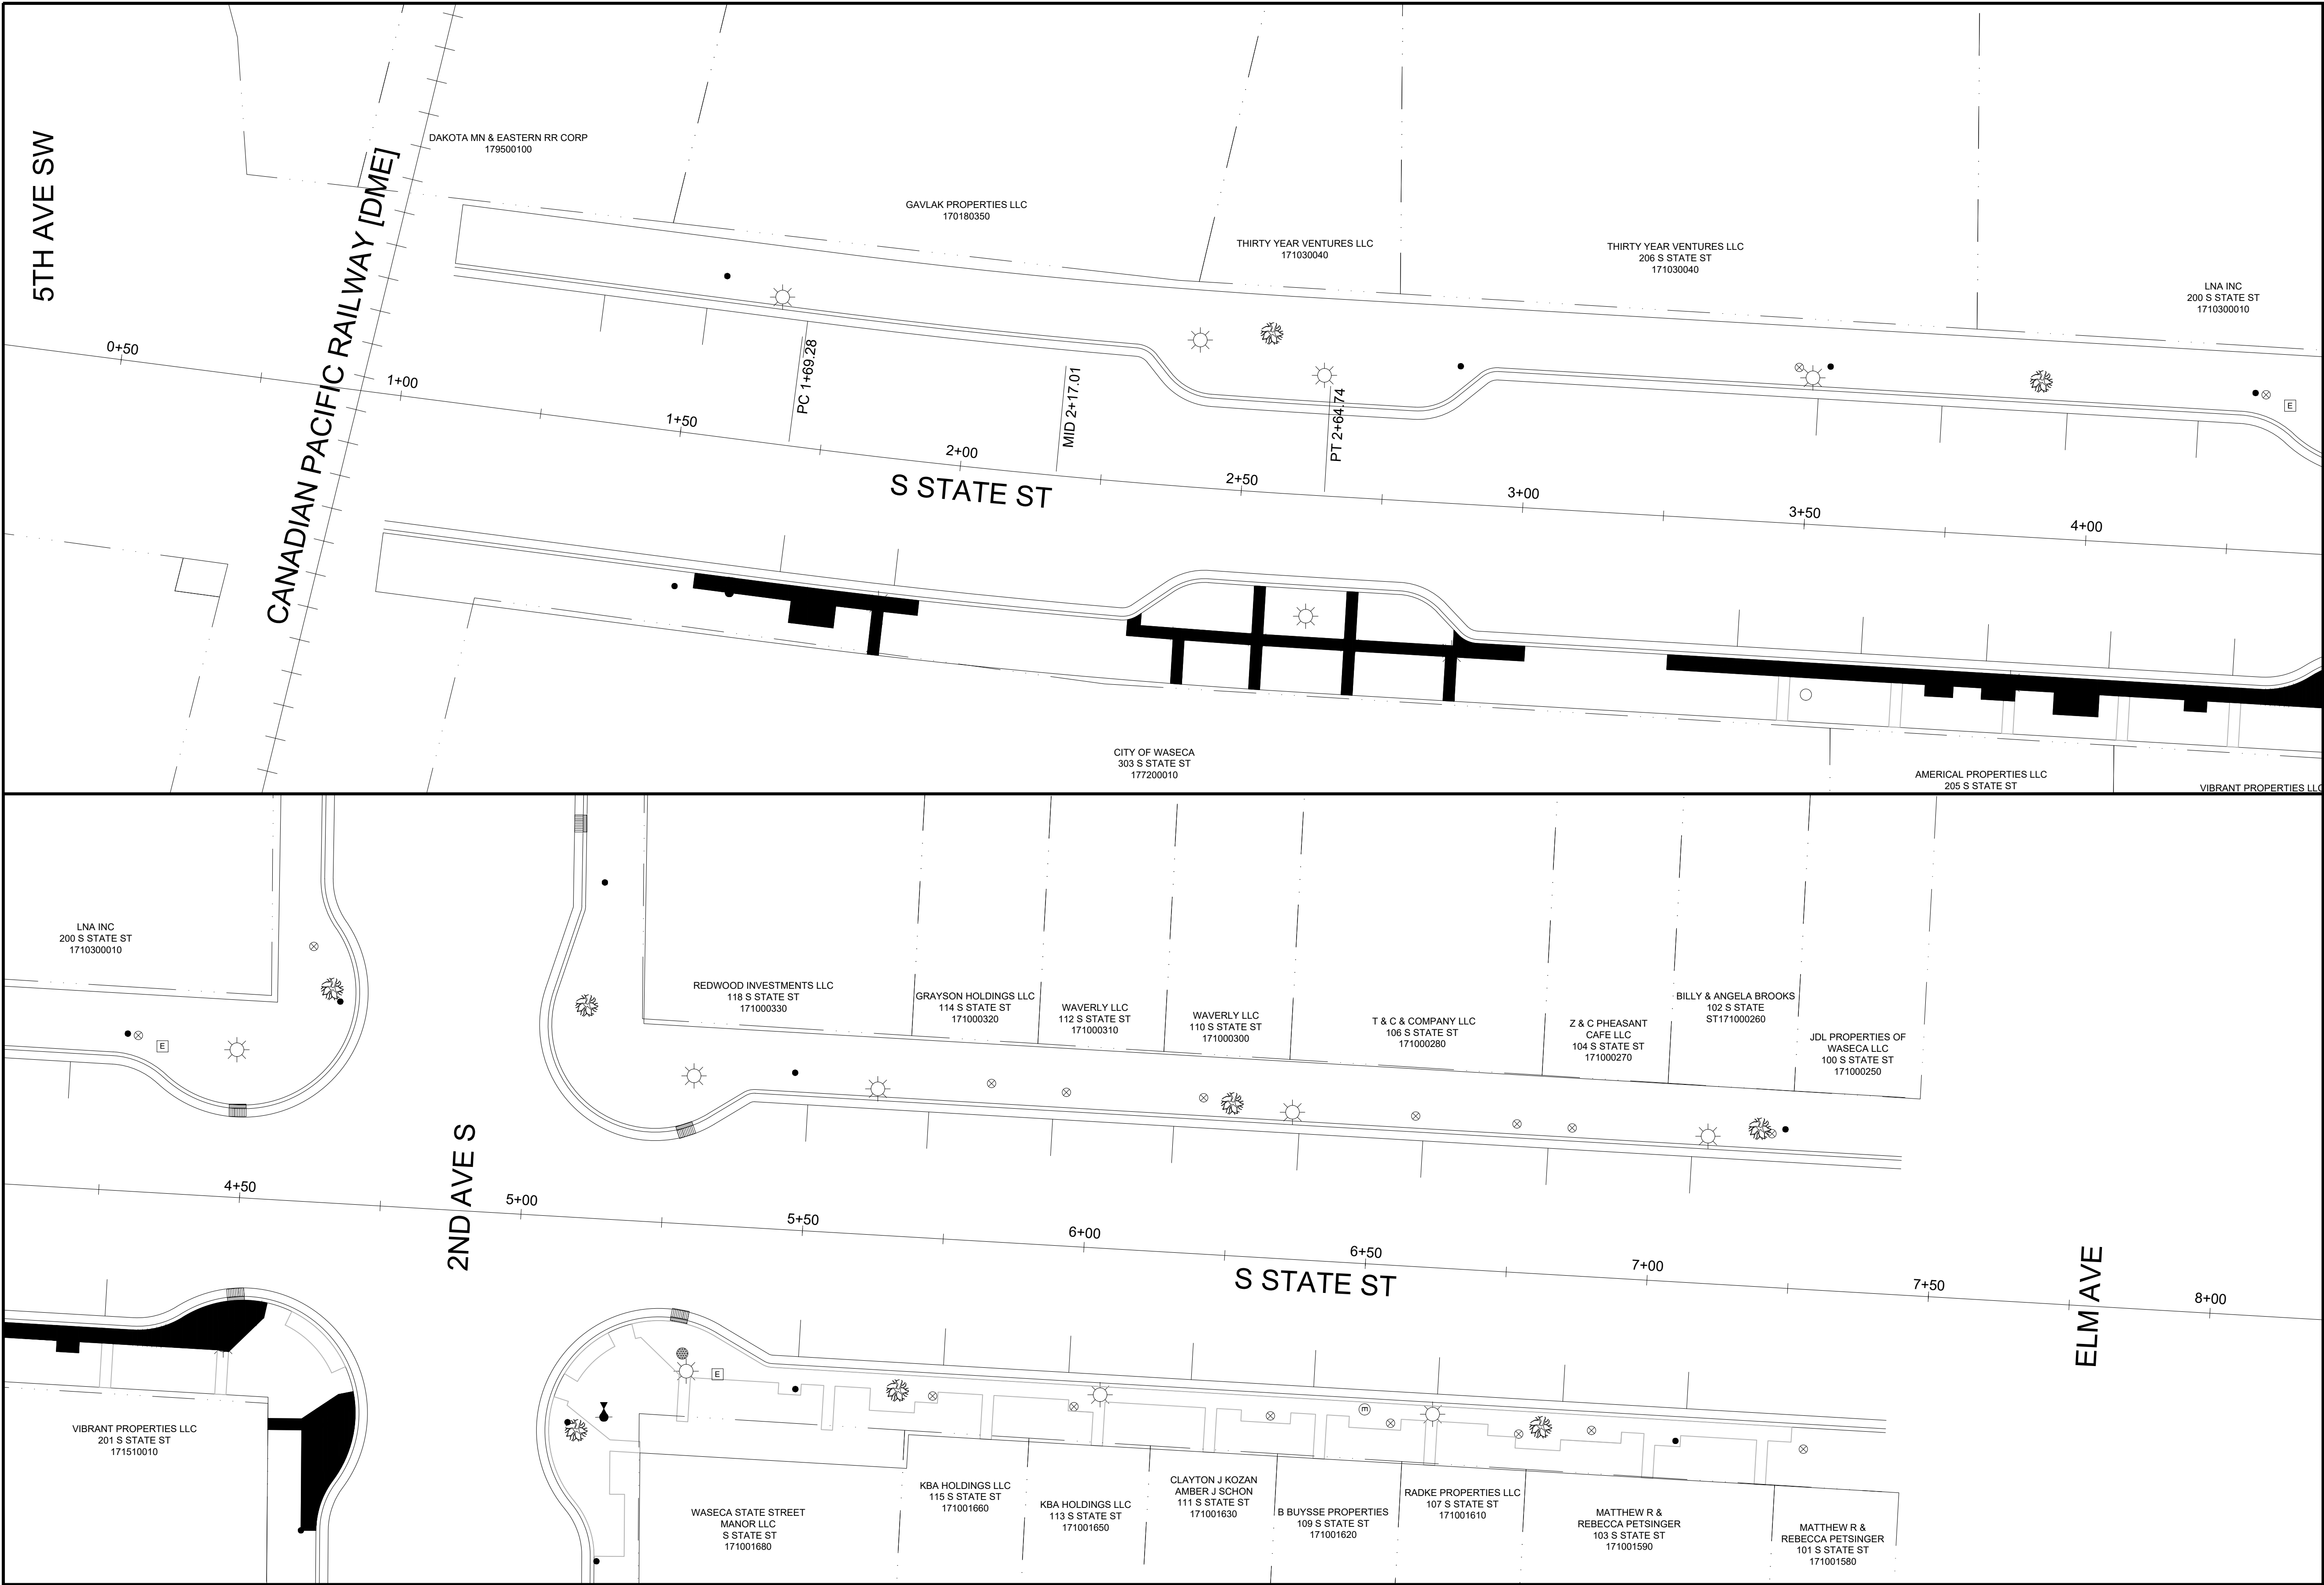 5TH AVE SW
CANADIAN PACIFIC RAILWAY [DME]
DAKOTA MN & EASTERN RR CORP
179500100
GAVLAK PROPERTIES LLC
170180350
THIRTY YEAR VENTURES LLC
171030040
THIRTY YEAR VENTURES LLC
206 S STATE ST
171030040
LNA INC
200 S STATE ST
1710300010
E
0+50
1+00
1+50
PC 1+69.28
2+00
MID 2+17.01
2+50
PT 2+64.74
3+00
3+50
4+00
S STATE ST
CITY OF WASECA
303 S STATE ST
177200010
AMERICAL PROPERTIES LLC
205 S STATE ST
VIBRANT PROPERTIES LLC
LNA INC
200 S STATE ST
1710300010
E
REDWOOD INVESTMENTS LLC
118 S STATE ST
171000330
GRAYSON HOLDINGS LLC
114 S STATE ST
171000320
WAVERLY LLC
112 S STATE ST
171000310
WAVERLY LLC
110 S STATE ST
171000300
T & C & COMPANY LLC
106 S STATE ST
171000280
Z & C PHEASANT
CAFE LLC
104 S STATE ST
171000270
BILLY & ANGELA BROOKS
102 S STATE
ST171000260
JDL PROPERTIES OF
WASECA LLC
100 S STATE ST
171000250
2ND AVE S
4+50
5+00
5+50
6+00
6+50
7+00
7+50
8+00
S STATE ST
ELM AVE
E
m
VIBRANT PROPERTIES LLC
201 S STATE ST
171510010
WASECA STATE STREET
MANOR LLC
S STATE ST
171001680
KBA HOLDINGS LLC
115 S STATE ST
171001660
KBA HOLDINGS LLC
113 S STATE ST
171001650
CLAYTON J KOZAN
AMBER J SCHON
111 S STATE ST
171001630
B BUYSSE PROPERTIES
109 S STATE ST
171001620
RADKE PROPERTIES LLC
107 S STATE ST
171001610
MATTHEW R &
REBECCA PETSINGER
103 S STATE ST
171001590
MATTHEW R &
REBECCA PETSINGER
101 S STATE ST
171001580